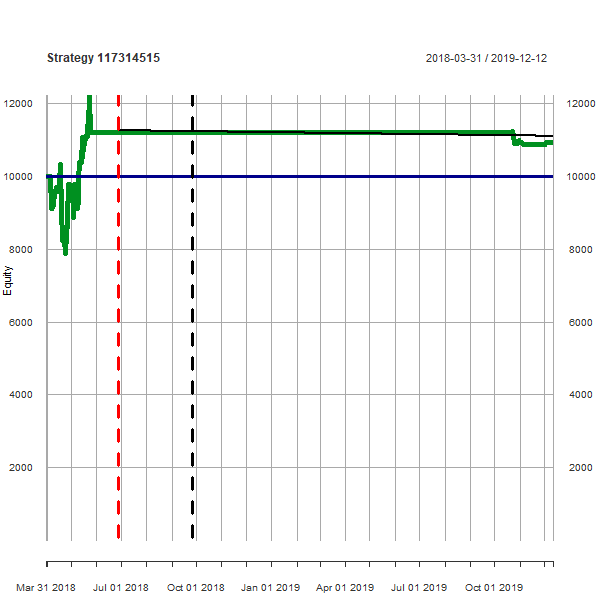 Strategy 117314515
2018-03-31 / 2019-12-12
12000
12000
10000
10000
8000
8000
6000
6000
4000
4000
2000
2000
Equity
Mar 31 2018
Jul 01 2018
Oct 01 2018
Jan 01 2019
Apr 01 2019
Jul 01 2019
Oct 01 2019